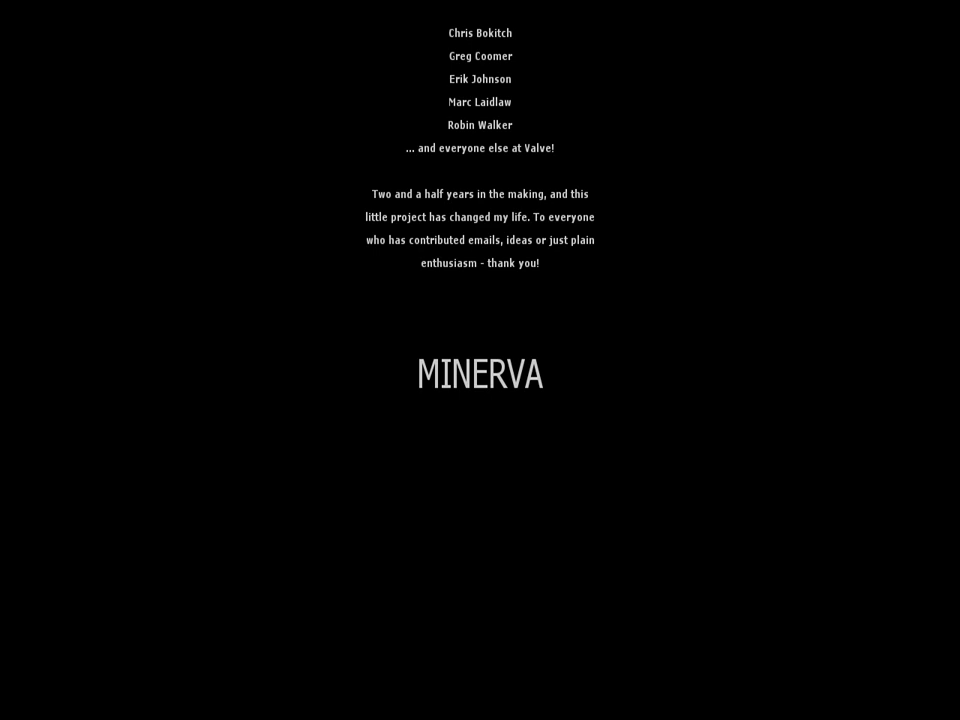 Chris Bokitch
Greg Coomer
Erik Johnson
Marc Laidlaw
Robin Walker
... and everyone else at Valve!
Two and a half years in the making, and this
little project has changed my life. To everyone
who has contributed emails, ideas or just plain
enthusiasm - thank you!
MINERVA